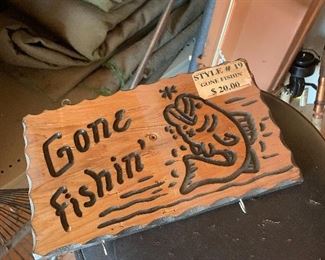 Gone
fishin'
STYLE # 19
GONE FISHIN'
$ 20.00